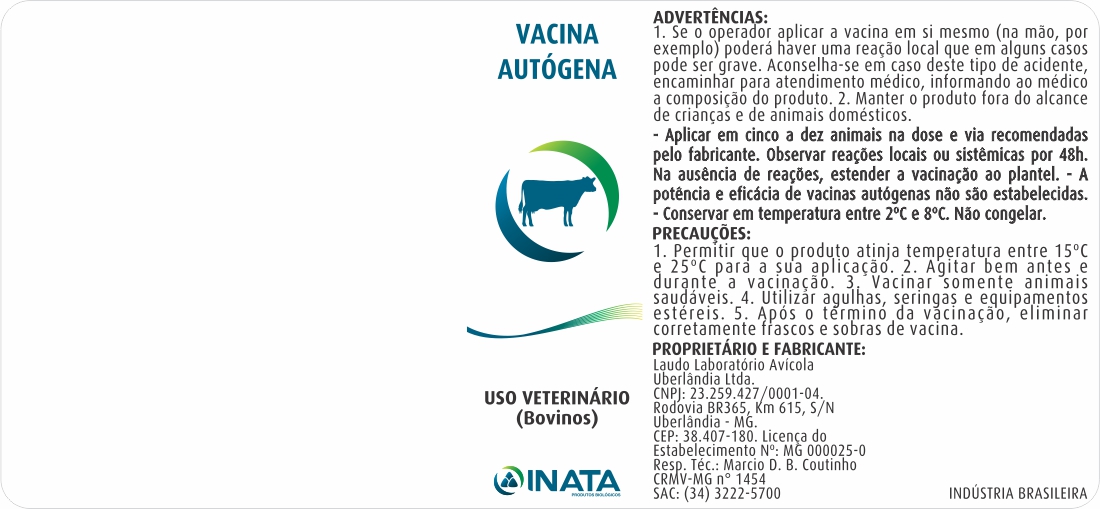 VACINA
AUTÓGENA
USO VETERINÁRIO
(Bovinos)
INATA
PRODUTOS BIOLÓGICOS
ADVERTÊNCIAS:
1. Se o operador aplicar a vacina em si mesmo (na mão, por
exemplo) poderá haver uma reação local que em alguns casos
pode ser grave. Aconselha-se em caso deste tipo de acidente,
encaminhar para atendimento médico, informando ao médico
a composição do produto. 2. Manter o produto fora do alcance
de crianças e de animais domésticos.
- Aplicar em cinco a dez animais na dose e via recomendadas
pelo fabricante. Observar reações locais ou sistêmicas por 48h.
Na ausência de reações, estender a vacinação ao plantel. - A
potência e eficácia de vacinas autógenas não são estabelecidas.
- Conservar em temperatura entre 2ºC e 8ºC. Não congelar.
PRECAUÇÕES:
1. Permitir que o produto atinja temperatura entre 15ºC
e 25ºC para a sua aplicação. 2. Agitar bem antes e
durante a vacinação. 3. Vacinar somente animais
saudáveis. 4. Utilizar agulhas, seringas e equipamentos
estéreis. 5. Após o término da vacinação, eliminar
corretamente frascos e sobras de vacina.
PROPRIETÁRIO E FABRICANTE:
Laudo Laboratório Avícola
Uberlândia Ltda.
CNPJ: 23.259.427/0001-04.
Rodovia BR365, Km 615, S/N
Uberlândia - MG.
CEP: 38.407-180. Licença do
Estabelecimento Nº: MG 000025-0
Resp. Téc.: Marcio D. B. Coutinho
CRMV-MG n° 1454
SAC: (34) 3222-5700
INDÚSTRIA BRASILEIRA